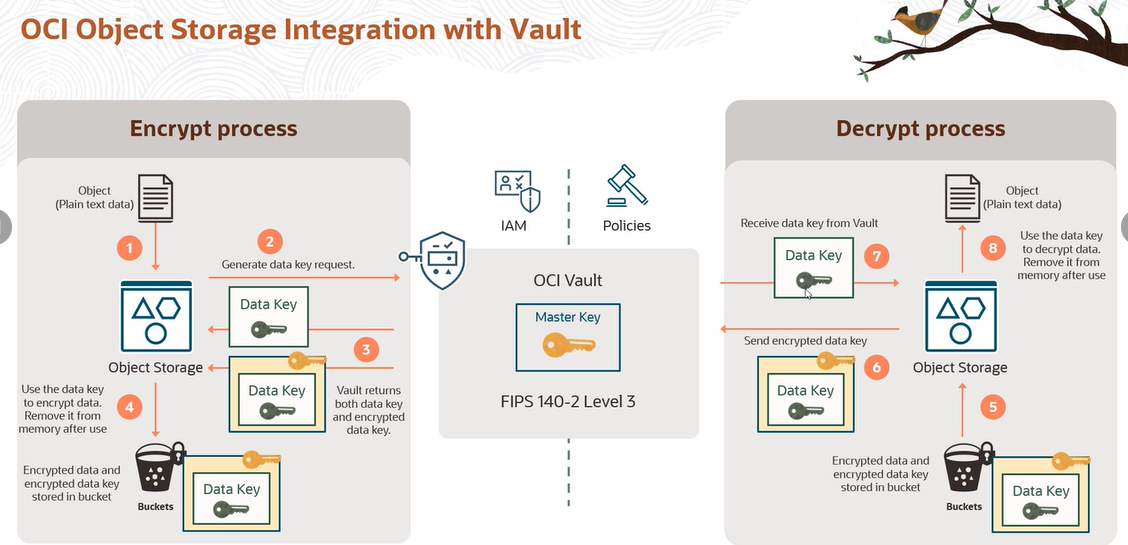 OCI Object Storage Integration with Vault
Encrypt process
Object
(Plain text data)
1
2
Generate data key request.
Data Key
Object Storage
3
Data Key
Vault returns
both data key
and encrypted
data key.
Use the data key
to encrypt data.
Remove it from
memory after use
4
Encrypted data and
encrypted data key
stored in bucket
Buckets
Data Key
IAM
Policies
OCI Vault
Master Key
FIPS 140-2 Level 3
Decrypt process
Object
(Plain text data)
Receive data key from Vault
Data Key
7
8
Use the data key
to decrypt data.
Remove it from
memory after use
Send encrypted data key
Data Key
6
Object Storage
5
Encrypted data and
encrypted data key
stored in bucket
Buckets
Data Key